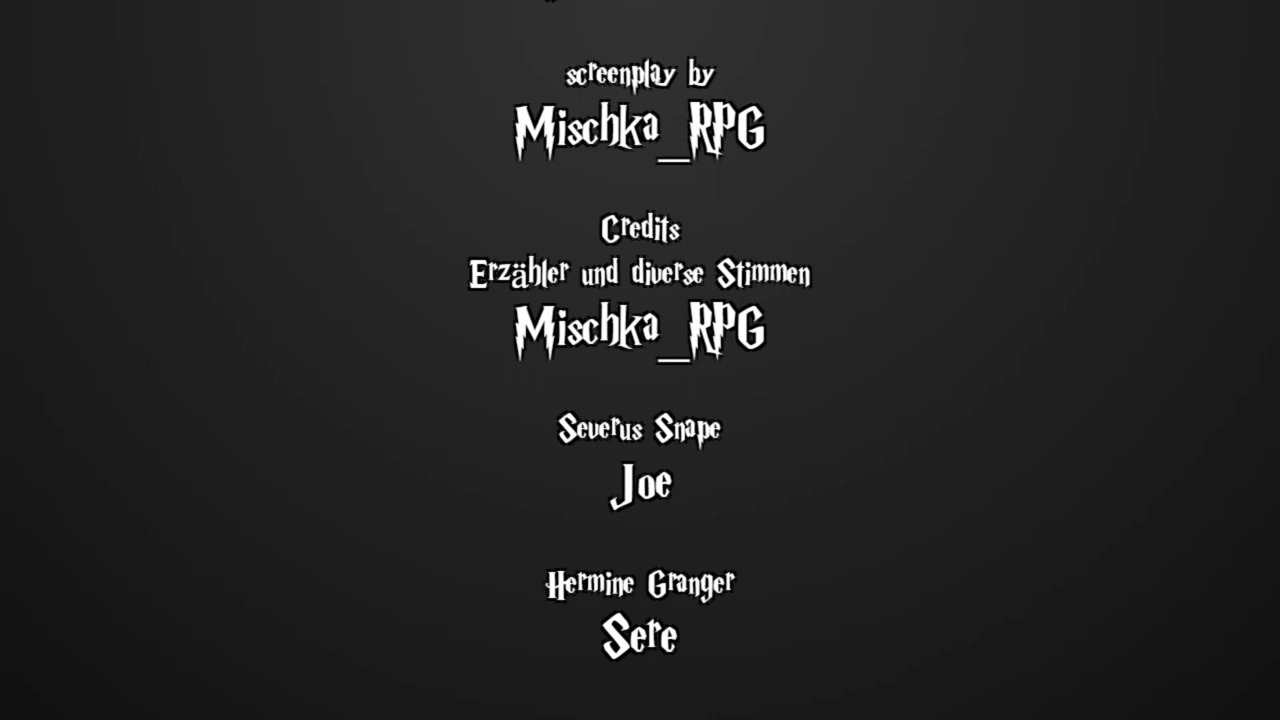 screenplay by
Mischka_RPG
Credits
Erzähler und diverse Stimmen
Mischka_RPG
Severus Snape
Joe
Hermine Granger
Sere